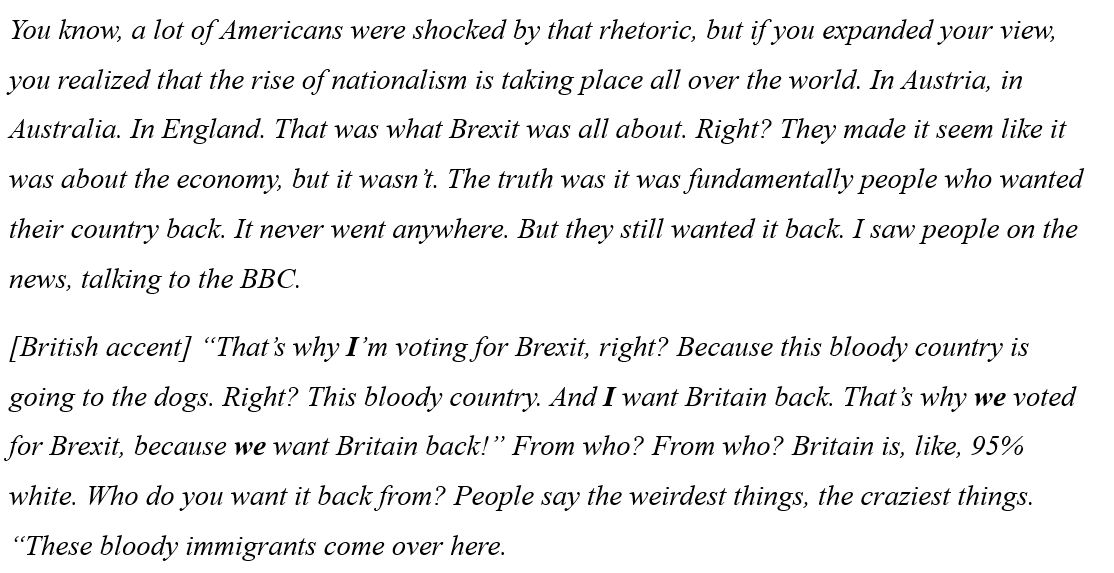 You know, a lot of Americans were shocked by that rhetoric, but if you expanded your view,
you realized that the rise of nationalism is taking place all over the world. In Austria, in
Australia. In England. That was what Brexit was all about. Right? They made it seem like it
was about the economy, but it wasn’t. The truth was it was fundamentally people who wanted
their country back. It never went anywhere. But they still wanted it back. I saw people on the
news, talking to the BBC.
[British accent] “That’s why I’m voting for Brexit, right? Because this bloody country is
going to the dogs. Right? This bloody country. And I want Britain back. That’s why we voted
for Brexit, because we want Britain back!” From who? From who? Britain is, like, 95%
white. Who do you want it back from? People say the weirdest things, the craziest things.
“These bloody immigrants come over here.